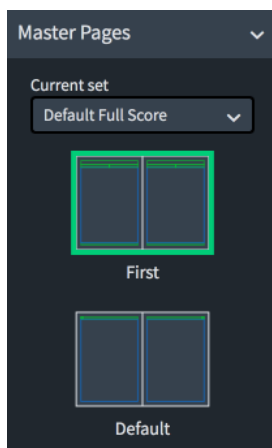 Master Pages
Current set
Default Full Score
First
Default